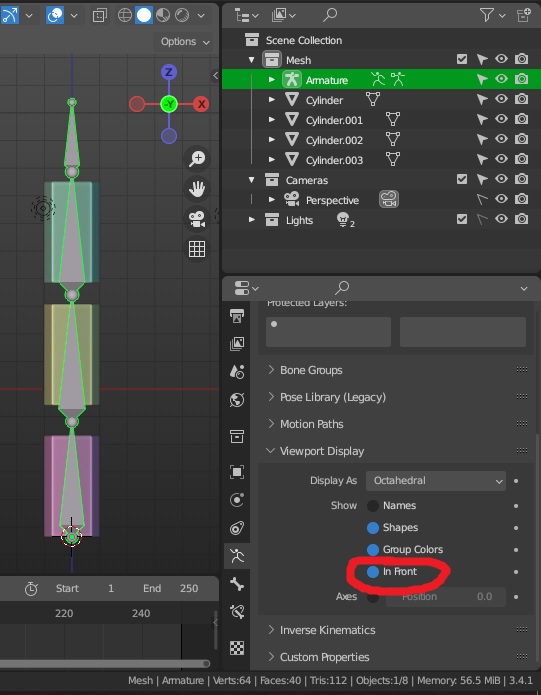 Options
Z
Y
X
Scene Collection
Mesh
Armature
Cylinder
Cylinder.001
Cylinder.002
Cylinder.003
Cameras
Perspective
Lights 2
Protected Layers:
Bone Groups
Pose Library (Legacy)
Motion Paths
Viewport Display
Display As Octahedral
Show Names
Shapes
Group Colors
In Front
Axes Position 0.0
Inverse Kinematics
Custom Properties
Start 1 End 250
220 240
Mesh | Armature | Verts:64 | Faces:40 | Tris:112 | Objects:1/8 | Memory: 56.5 MiB | 3.4.1